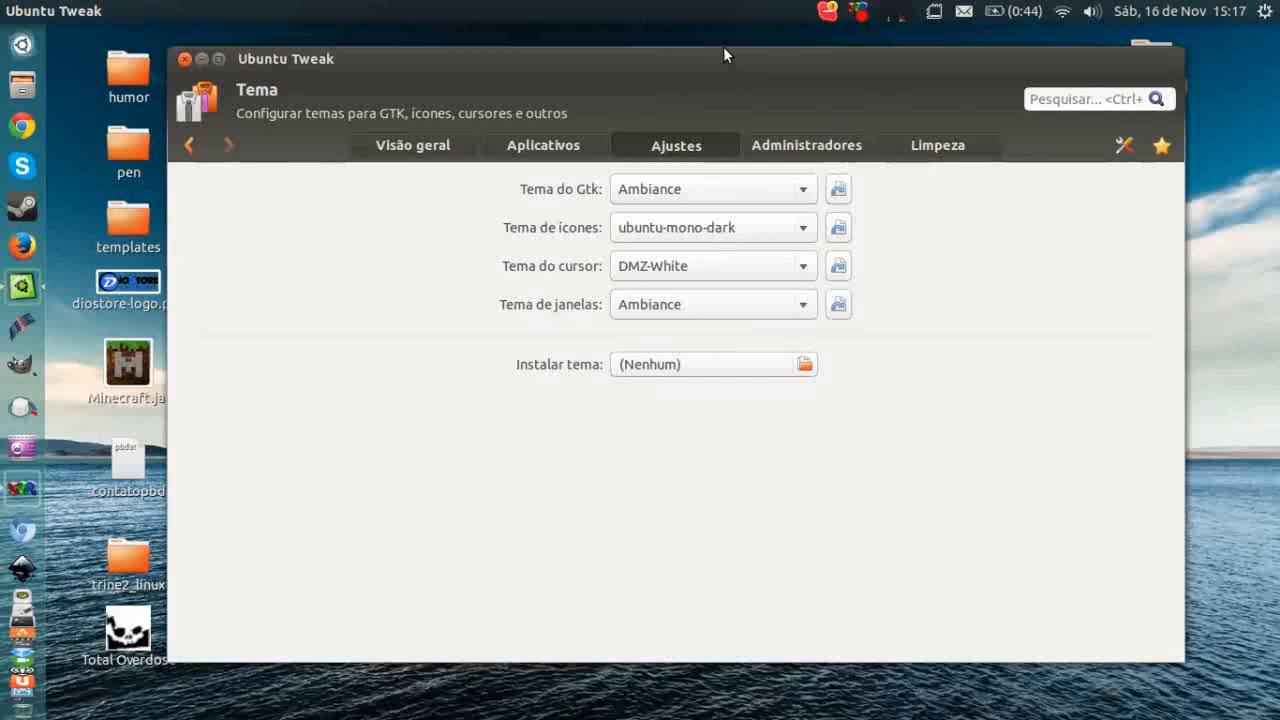 Ubuntu Tweak
(0:44)
Sáb, 16 de Nov 15:17
humor
pen
templates
diostore-logo.p
Minecraft.ja
pbdat
contatopbd
trine2_linux
Total Overdose
Ubuntu Tweak
Tema
Configurar temas para GTK, ícones, cursores e outros
Pesquisar... <Ctrl+
Visão geral
Aplicativos
Ajustes
Administradores
Limpeza
Tema do Gtk: Ambiance
Tema de ícones: ubuntu-mono-dark
Tema do cursor: DMZ-White
Tema de janelas: Ambiance
Instalar tema: (Nenhum)